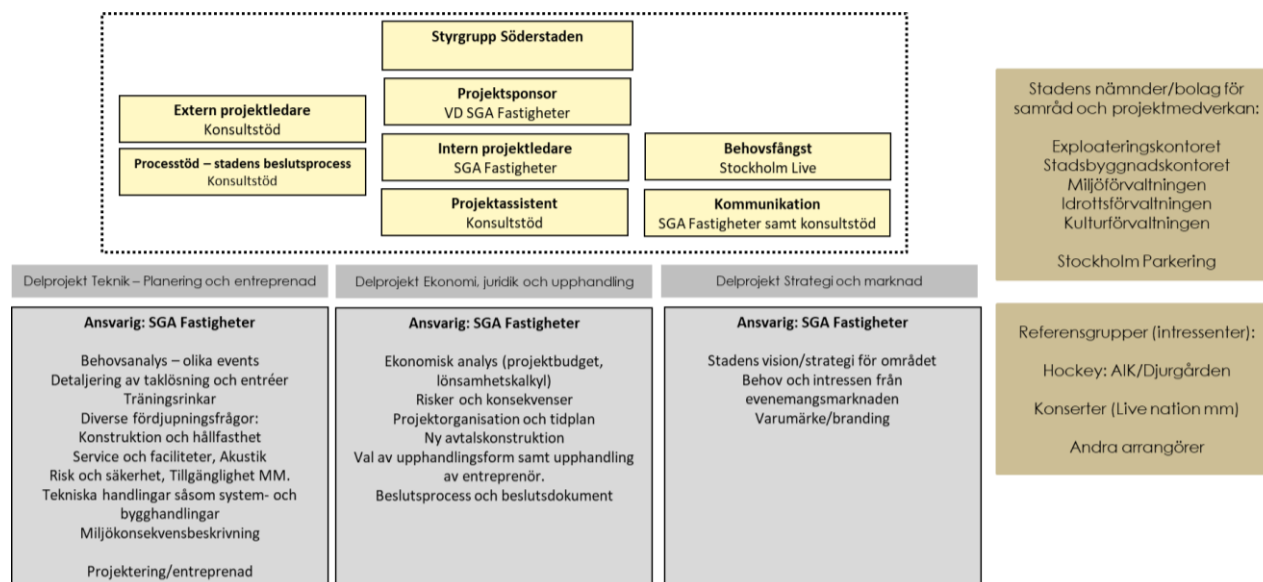 Styrgrupp Söderstaden
Projektsponsor
VD SGA Fastigheter
Extern projektledare
Konsultstöd
Intern projektledare
SGA Fastigheter
Behovsfångst
Stockholm Live
Processtöd – stadens beslutsprocess
Konsultstöd
Projektassistent
Konsultstöd
Kommunikation
SGA Fastigheter samt konsultstöd
Delprojekt Teknik – Planering och entreprenad
Ansvarig: SGA Fastigheter
Behovsanalys – olika events
Detaljering av taklösning och entréer
Träningsrinkar
Diverse fördjupningsfrågor:
Konstruktion och hållfasthet
Service och faciliteter, Akustik
Risk och säkerhet, Tillgänglighet MM.
Tekniska handlingar såsom system- och
bygghandlingar
Miljökonsekvensbeskrivning
Projektering/entreprenad
Delprojekt Ekonomi, juridik och upphandling
Ansvarig: SGA Fastigheter
Ekonomisk analys (projektbudget,
lönsamhetskalkyl)
Risker och konsekvenser
Projektorganisation och tidplan
Ny avtalskonstruktion
Val av upphandlingsform samt upphandling
av entreprenör.
Beslutsprocess och beslutsdokument
Delprojekt Strategi och marknad
Ansvarig: SGA Fastigheter
Stadens vision/strategi för området
Behov och intressen från
evenemangsmarknaden
Varumärke/branding
Stadens nämnder/bolag för
samråd och projektmedverkan:
Exploateringskontoret
Stadsbyggnadskontoret
Miljöförvaltningen
Idrottsförvaltningen
Kulturförvaltningen
Stockholm Parkering
Referensgrupper (intressenter):
Hockey: AIK/Djurgården
Konserter (Live nation mm)
Andra arrangörer